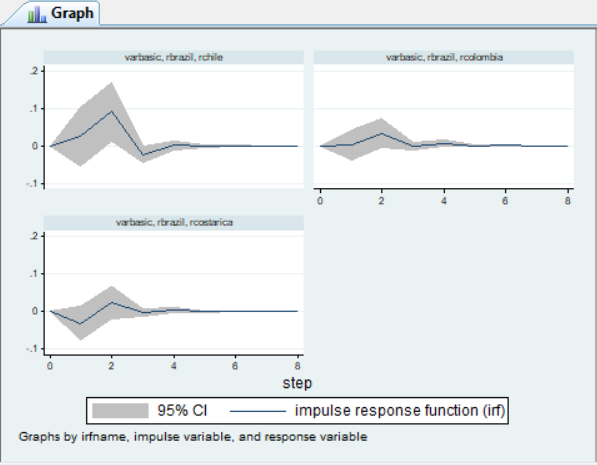 Graph
varbasic, rbrazil, rchile
varbasic, rbrazil, rcolombia
.2
.1
0
-.1
0 2 4 6 8
varbasic, rbrazil, rcostarica
.2
.1
0
-.1
0 2 4 6 8
step
95% CI impulse response function (irf)
Graphs by irfname, impulse variable, and response variable